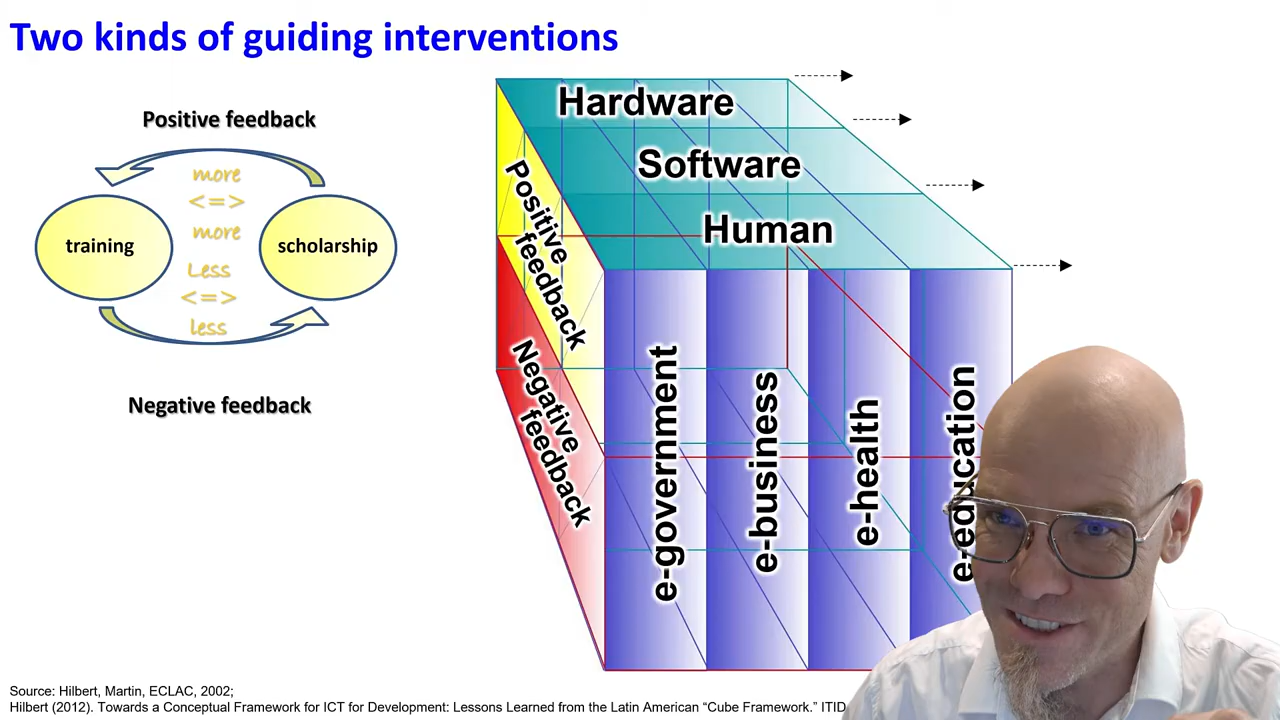 Two kinds of guiding interventions
Positive feedback
more
<=>
more
Less
<=>
less
training
scholarship
Negative feedback
Hardware
Software
Human
Positive
feedback
Negative
feedback
e-government
e-business
e-health
e-education
Source: Hilbert, Martin, ECLAC, 2002;
Hilbert (2012). Towards a Conceptual Framework for ICT for Development: Lessons Learned from the Latin American “Cube Framework.” ITID